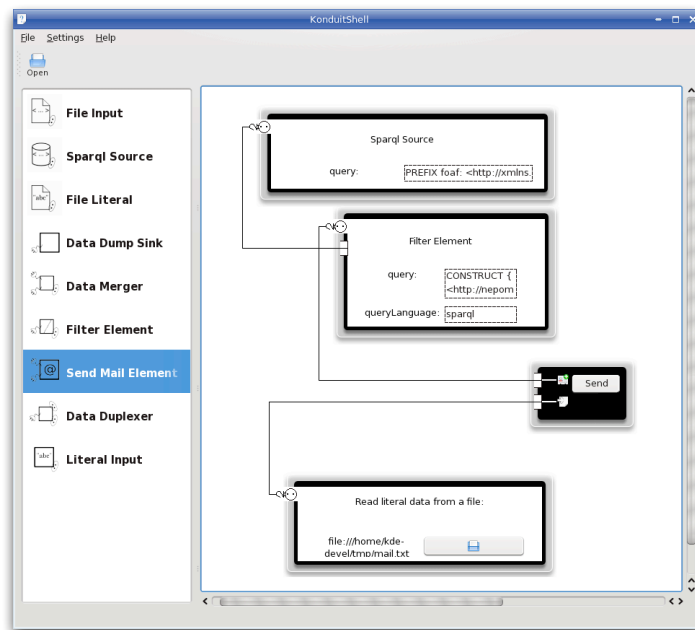 KonduitShell
File Settings Help
Open
File Input
Sparql Source
File Literal
Data Dump Sink
Data Merger
Filter Element
Send Mail Element
Data Duplexer
Literal Input
Sparql Source
query: PREFIX foaf: <http://xmlns.
Filter Element
query: CONSTRUCT {
<http://nepom
queryLanguage: sparql
Send
Read literal data from a file:
file:///home/kde-
devel/tmp/mail.txt